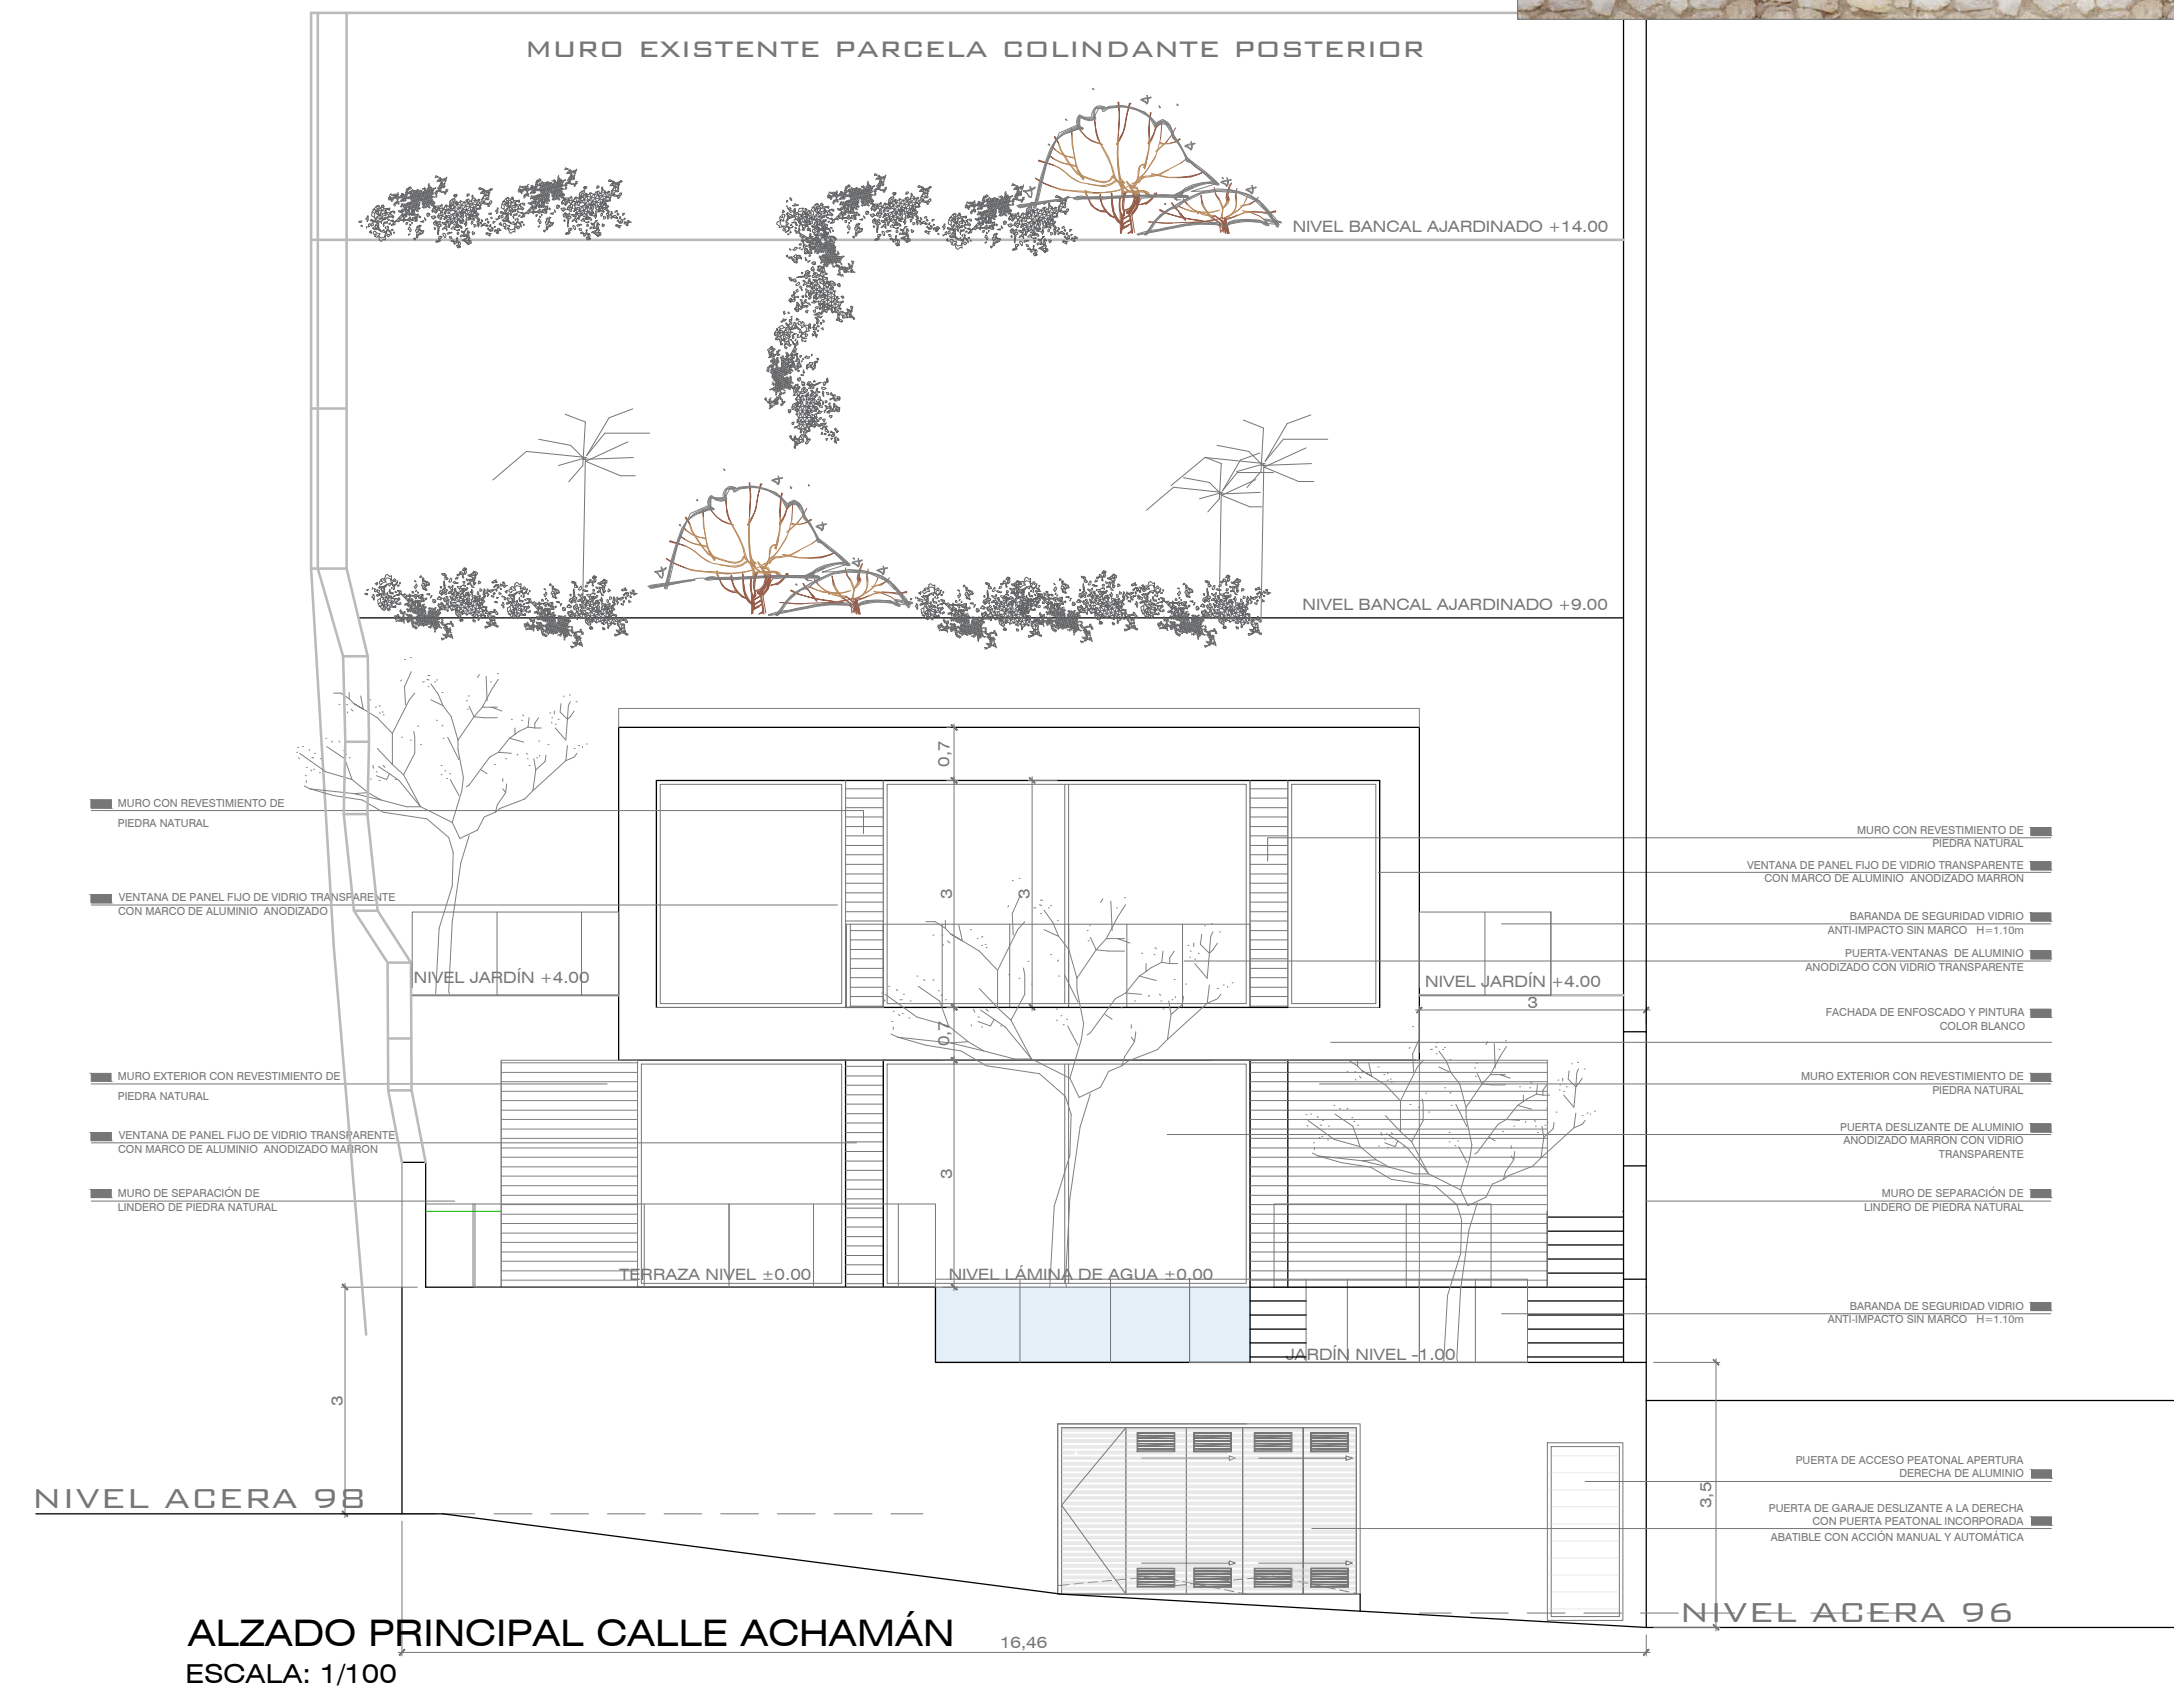 MURO EXISTENTE PARCELA COLINDANTE POSTERIOR
NIVEL BANCAL AJARDINADO +14.00
NIVEL BANCAL AJARDINADO +9.00
0,7
3
3
0,7
3
MURO CON REVESTIMIENTO DE
PIEDRA NATURAL
VENTANA DE PANEL FIJO DE VIDRIO TRANSPARENTE
CON MARCO DE ALUMINIO ANODIZADO
NIVEL JARDÍN +4.00
MURO EXTERIOR CON REVESTIMIENTO DE
PIEDRA NATURAL
VENTANA DE PANEL FIJO DE VIDRIO TRANSPARENTE
CON MARCO DE ALUMINIO ANODIZADO MARRON
MURO DE SEPARACIÓN DE
LINDERO DE PIEDRA NATURAL
MURO CON REVESTIMIENTO DE
PIEDRA NATURAL
VENTANA DE PANEL FIJO DE VIDRIO TRANSPARENTE
CON MARCO DE ALUMINIO ANODIZADO MARRON
BARANDA DE SEGURIDAD VIDRIO
ANTI-IMPACTO SIN MARCO H=1.10m
PUERTA-VENTANAS DE ALUMINIO
ANODIZADO CON VIDRIO TRANSPARENTE
NIVEL JARDÍN +4.00
3
FACHADA DE ENFOSCADO Y PINTURA
COLOR BLANCO
MURO EXTERIOR CON REVESTIMIENTO DE
PIEDRA NATURAL
PUERTA DESLIZANTE DE ALUMINIO
ANODIZADO MARRON CON VIDRIO
TRANSPARENTE
MURO DE SEPARACIÓN DE
LINDERO DE PIEDRA NATURAL
TERRAZA NIVEL ±0.00
NIVEL LÁMINA DE AGUA ±0,00
BARANDA DE SEGURIDAD VIDRIO
ANTI-IMPACTO SIN MARCO H=1.10m
JARDÍN NIVEL -1.00
3
3,5
PUERTA DE ACCESO PEATONAL APERTURA
DERECHA DE ALUMINIO
PUERTA DE GARAJE DESLIZANTE A LA DERECHA
CON PUERTA PEATONAL INCORPORADA
ABATIBLE CON ACCIÓN MANUAL Y AUTOMÁTICA
NIVEL ACERA 98
NIVEL ACERA 96
ALZADO PRINCIPAL CALLE ACHAMÁN
16,46
ESCALA: 1/100